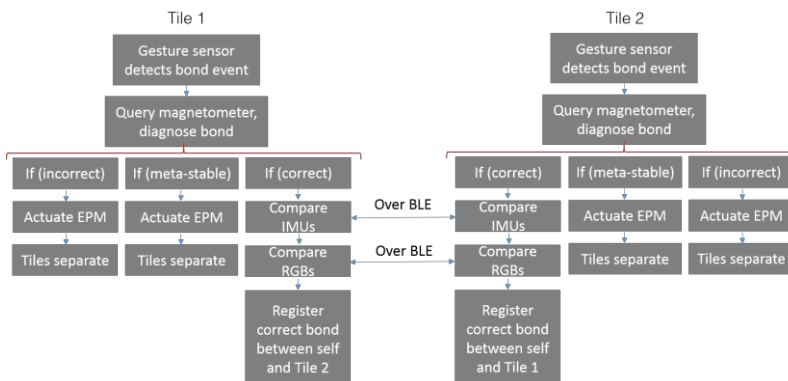 Tile 1
Gesture sensor
detects bond event
Query magnetometer,
diagnose bond
If (incorrect)
If (meta-stable)
If (correct)
Actuate EPM
Actuate EPM
Compare
IMUs
Tiles separate
Tiles separate
Compare
RGBs
Register
correct bond
between self
and Tile 2
Over BLE
Over BLE
Tile 2
Gesture sensor
detects bond event
Query magnetometer,
diagnose bond
If (correct)
If (meta-stable)
If (incorrect)
Compare
IMUs
Actuate EPM
Actuate EPM
Compare
RGBs
Tiles separate
Tiles separate
Register
correct bond
between self
and Tile 1